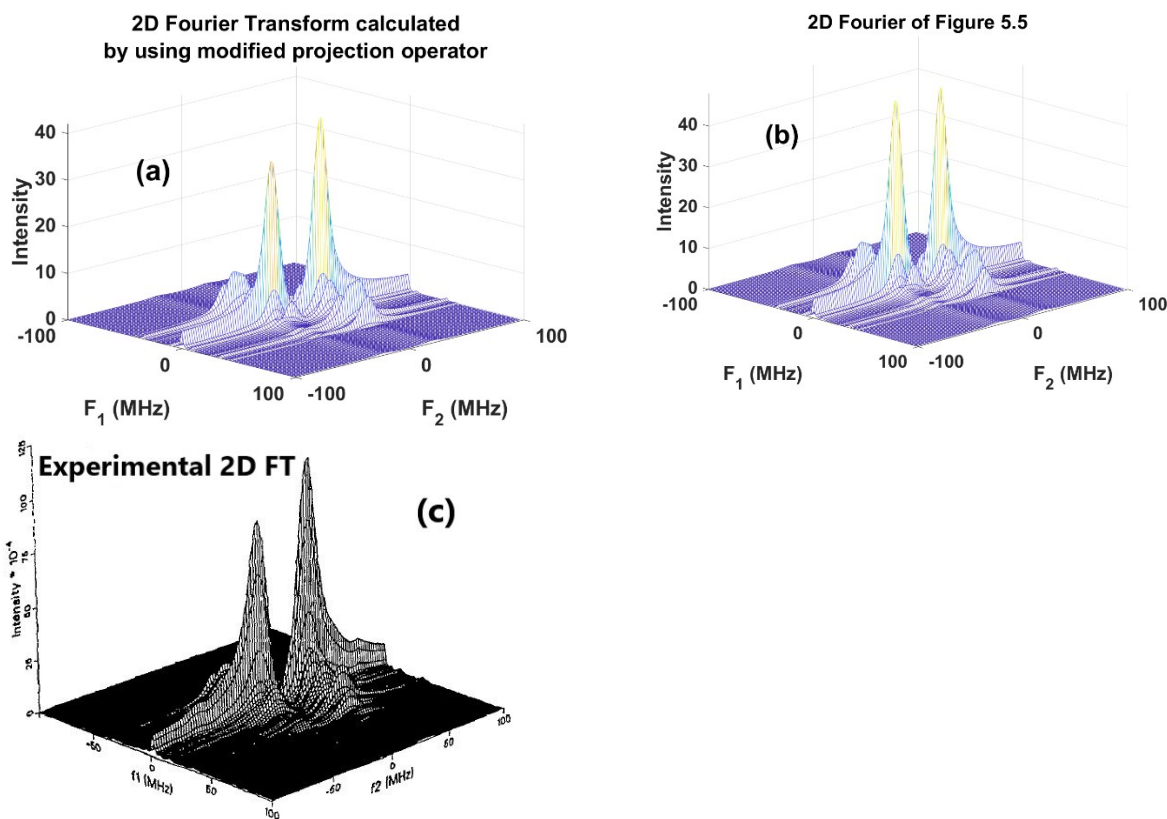 2D Fourier Transform calculated
by using modified projection operator
(a)
Intensity
40
30
20
10
0
-100
0
100
F1 (MHz)
-100
0
100
F2 (MHz)
2D Fourier of Figure 5.5
(b)
Intensity
40
30
20
10
0
-100
0
100
F1 (MHz)
-100
0
100
F2 (MHz)
Experimental 2D FT
(c)
Intensity * 10⁻⁴
125
100
75
50
25
0
-50
0
50
100
f1 (MHz)
-50
0
50
100
f2 (MHz)